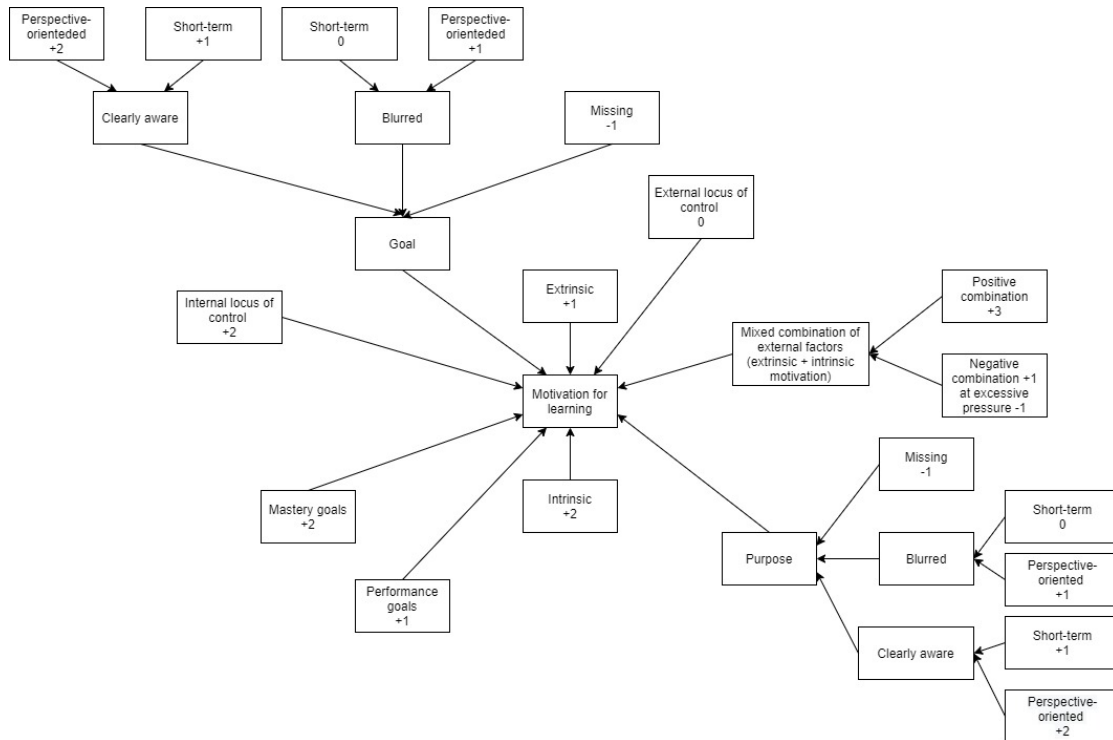 Perspective-
orienteded
+2
Short-term
+1
Short-term
0
Perspective-
orienteded
+1
Clearly aware
Blurred
Missing
-1
External locus of
control
0
Goal
Internal locus of
control
+2
Extrinsic
+1
Positive
combination
+3
Mixed combination of
external factors
(extrinsic + intrinsic
motivation)
Negative
combination +1
at excessive
pressure -1
Motivation for
learning
Mastery goals
+2
Intrinsic
+2
Performance
goals
+1
Missing
-1
Purpose
Blurred
Short-term
0
Perspective-
oriented
+1
Clearly aware
Short-term
+1
Perspective-
oriented
+2